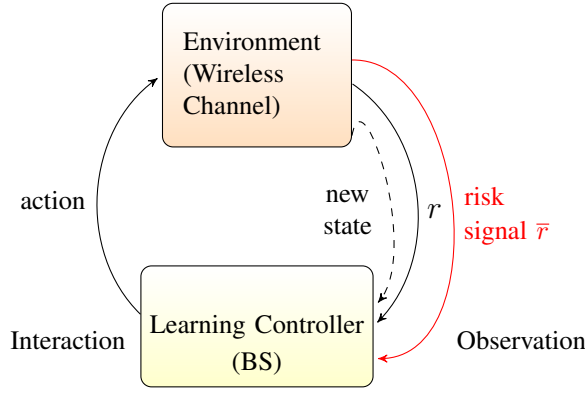 Environment
(Wireless
Channel)
action
new
state
r
risk
signal r̅
Learning Controller
(BS)
Interaction
Observation